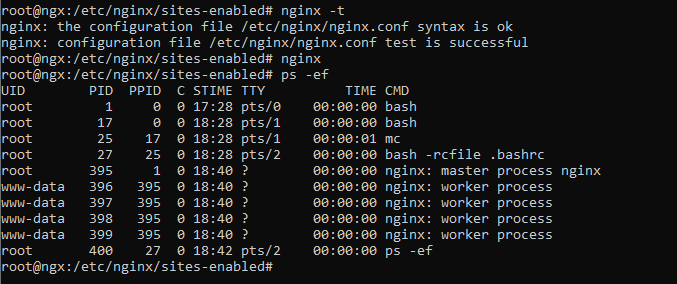 root@ngx:/etc/nginx/sites-enabled# nginx -t
nginx: the configuration file /etc/nginx/nginx.conf syntax is ok
nginx: configuration file /etc/nginx/nginx.conf test is successful
root@ngx:/etc/nginx/sites-enabled# nginx
root@ngx:/etc/nginx/sites-enabled# ps -ef
UID        PID  PPID  C STIME TTY          TIME CMD
root         1     0  0 17:28 pts/0    00:00:00 bash
root        17     0  0 18:28 pts/1    00:00:00 bash
root        25    17  0 18:28 pts/1    00:00:01 mc
root        27    25  0 18:28 pts/2    00:00:00 bash -rcfile .bashrc
root       395     1  0 18:40 ?        00:00:00 nginx: master process nginx
www-data   396   395  0 18:40 ?        00:00:00 nginx: worker process
www-data   397   395  0 18:40 ?        00:00:00 nginx: worker process
www-data   398   395  0 18:40 ?        00:00:00 nginx: worker process
www-data   399   395  0 18:40 ?        00:00:00 nginx: worker process
root       400    27  0 18:42 pts/2    00:00:00 ps -ef
root@ngx:/etc/nginx/sites-enabled#